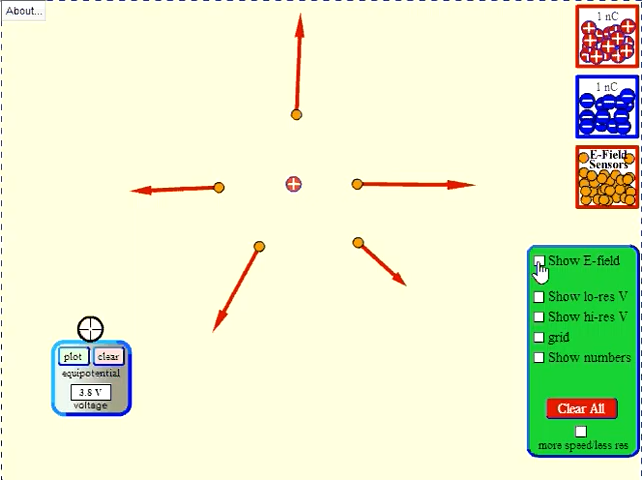 About...
1 nC
1 nC
E-Field
Sensors
Show E-field
Show lo-res V
Show hi-res V
grid
Show numbers
Clear All
more speed/less res
plot clear
equipotential
3.8 V
voltage